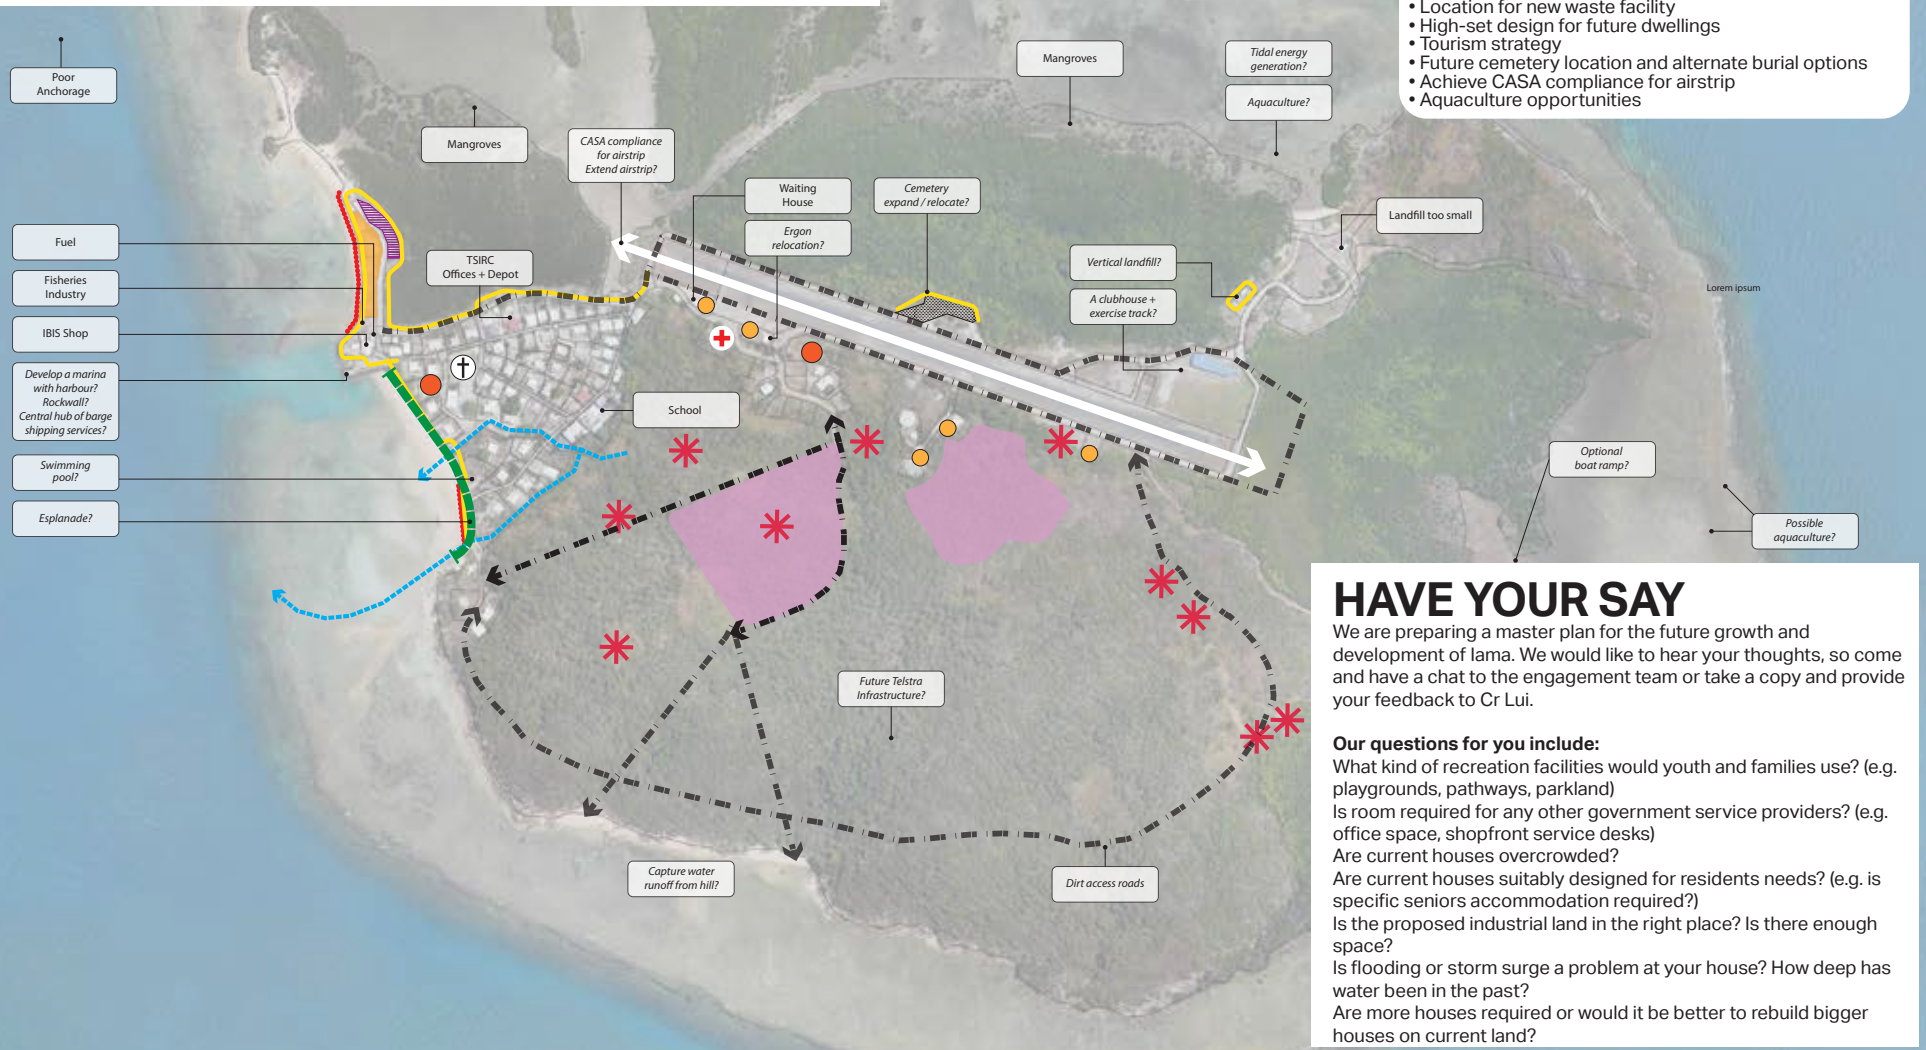 • Location for new waste facility
• High-set design for future dwellings
• Tourism strategy
• Future cemetery location and alternate burial options
• Achieve CASA compliance for airstrip
• Aquaculture opportunities
Poor
Anchorage
Mangroves
CASA compliance
for airstrip
Extend airstrip?
Mangroves
Tidal energy
generation?
Aquaculture?
Waiting
House
Ergon
relocation?
Cemetery
expand / relocate?
Landfill too small
Vertical landfill?
A clubhouse +
exercise track?
Lorem ipsum
Fuel
Fisheries
Industry
IBIS Shop
Develop a marina
with harbour?
Rockwall?
Central hub of barge
shipping services?
Swimming
pool?
Esplanade?
TSIRC
Offices + Depot
School
Optional
boat ramp?
Possible
aquaculture?
Future Telstra
Infrastructure?
Capture water
runoff from hill?
Dirt access roads
HAVE YOUR SAY
We are preparing a master plan for the future growth and
development of Iama. We would like to hear your thoughts, so come
and have a chat to the engagement team or take a copy and provide
your feedback to Cr Lui.
Our questions for you include:
What kind of recreation facilities would youth and families use? (e.g.
playgrounds, pathways, parkland)
Is room required for any other government service providers? (e.g.
office space, shopfront service desks)
Are current houses overcrowded?
Are current houses suitably designed for residents needs? (e.g. is
specific seniors accommodation required?)
Is the proposed industrial land in the right place? Is there enough
space?
Is flooding or storm surge a problem at your house? How deep has
water been in the past?
Are more houses required or would it be better to rebuild bigger
houses on current land?